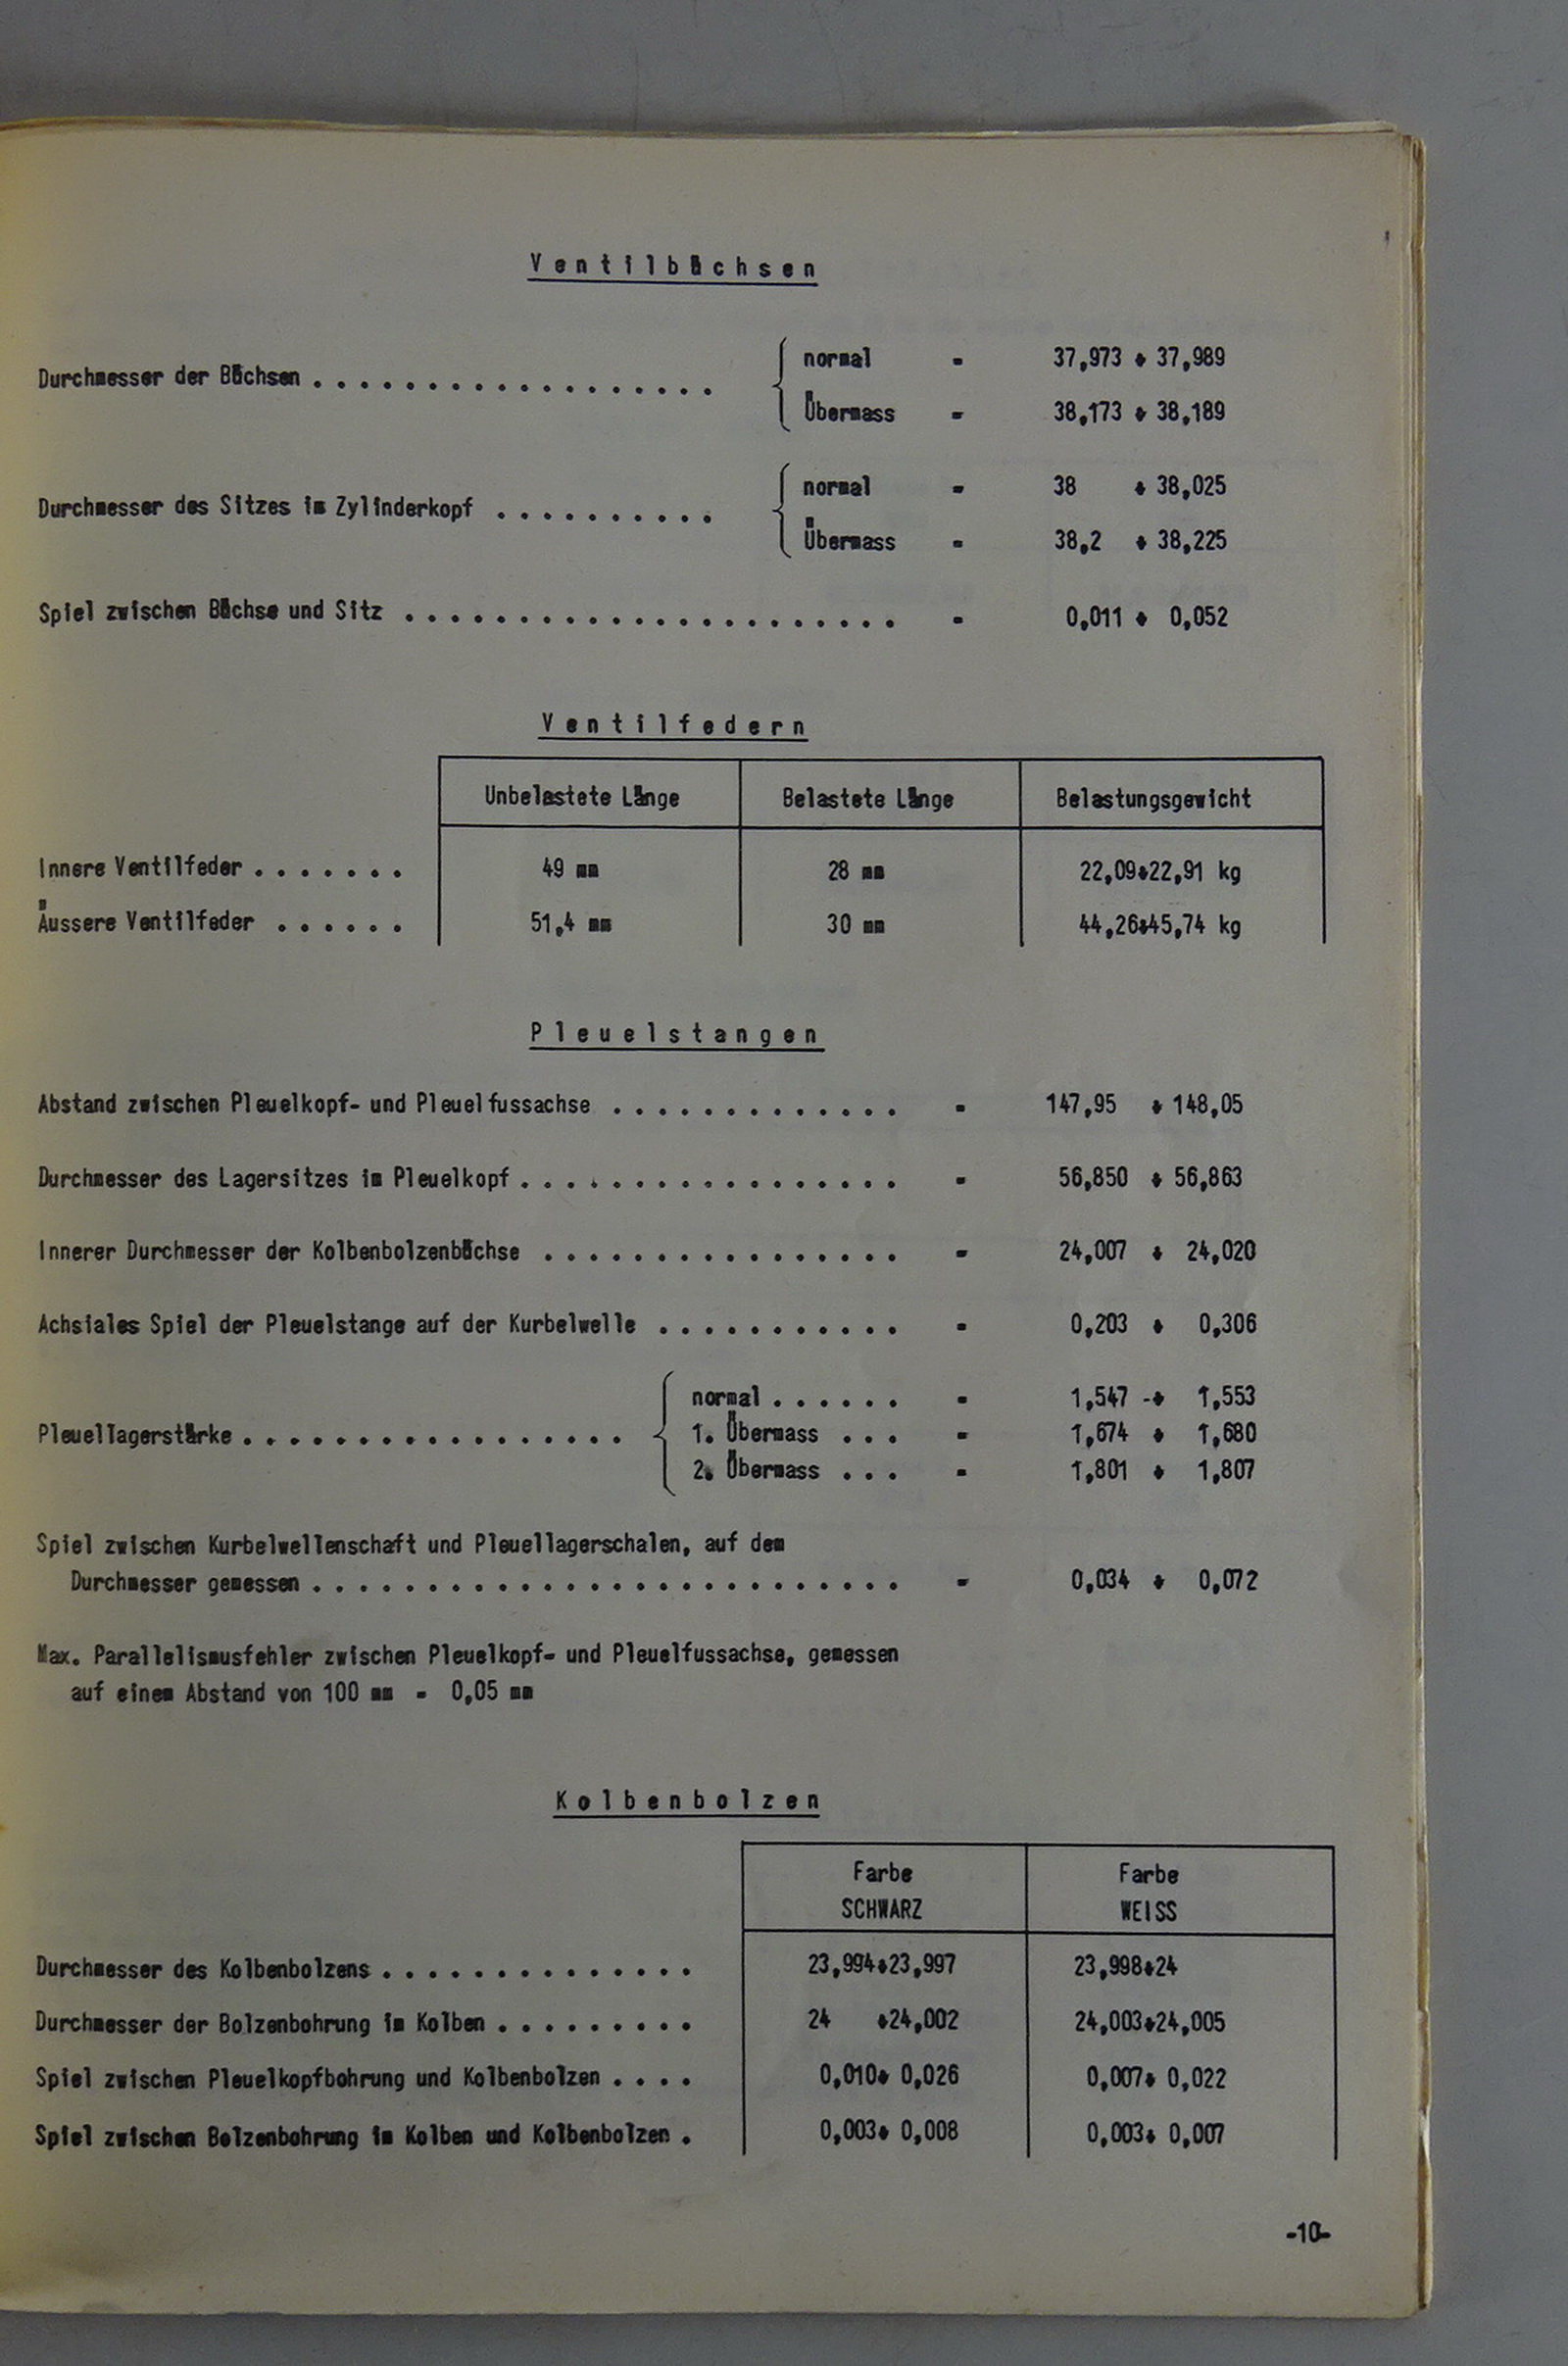 Ventilbüchsen
Durchmesser der Büchsen . . . . . . . . . . . . . . . . . . normal = 37,973 ÷ 37,989
Übermass = 38,173 ÷ 38,189
Durchmesser des Sitzes im Zylinderkopf . . . . . . . . . . normal = 38 ÷ 38,025
Übermass = 38,2 ÷ 38,225
Spiel zwischen Büchse und Sitz . . . . . . . . . . . . . . . . . . . . . . = 0,011 ÷ 0,052
Ventilfedern
Unbelastete Länge Belastete Länge Belastungsgewicht
Innere Ventilfeder . . . . . . . 49 mm 28 mm 22,09÷22,91 kg
Äussere Ventilfeder . . . . . . 51,4 mm 30 mm 44,26÷45,74 kg
Pleuelstangen
Abstand zwischen Pleuelkopf- und Pleuelfussachse . . . . . . . . . . . . . = 147,95 ÷ 148,05
Durchmesser des Lagersitzes im Pleuelkopf . . . . . . . . . . . . . . . . . = 56,850 ÷ 56,863
Innerer Durchmesser der Kolbenbolzenbüchse . . . . . . . . . . . . . . . . = 24,007 ÷ 24,020
Achsiales Spiel der Pleuelstange auf der Kurbelwelle . . . . . . . . . . . = 0,203 ÷ 0,306
normal . . . . . . = 1,547 -÷ 1,553
Pleuellagerstärke . . . . . . . . . . . . . . . . . 1. Übermass . . . = 1,674 ÷ 1,680
2. Übermass . . . = 1,801 ÷ 1,807
Spiel zwischen Kurbelwellenschaft und Pleuellagerschalen, auf dem
Durchmesser gemessen . . . . . . . . . . . . . . . . . . . . . . . . . . = 0,034 ÷ 0,072
Max. Parallelismusfehler zwischen Pleuelkopf- und Pleuelfussachse, gemessen
auf einem Abstand von 100 mm = 0,05 mm
Kolbenbolzen
Farbe Farbe
SCHWARZ WEISS
Durchmesser des Kolbenbolzens . . . . . . . . . . . . . . 23,994÷23,997 23,998÷24
Durchmesser der Bolzenbohrung im Kolben . . . . . . . . . 24 ÷24,002 24,003÷24,005
Spiel zwischen Pleuelkopfbohrung und Kolbenbolzen . . . . 0,010÷ 0,026 0,007÷ 0,022
Spiel zwischen Bolzenbohrung im Kolben und Kolbenbolzen . 0,003÷ 0,008 0,003÷ 0,007
-10-